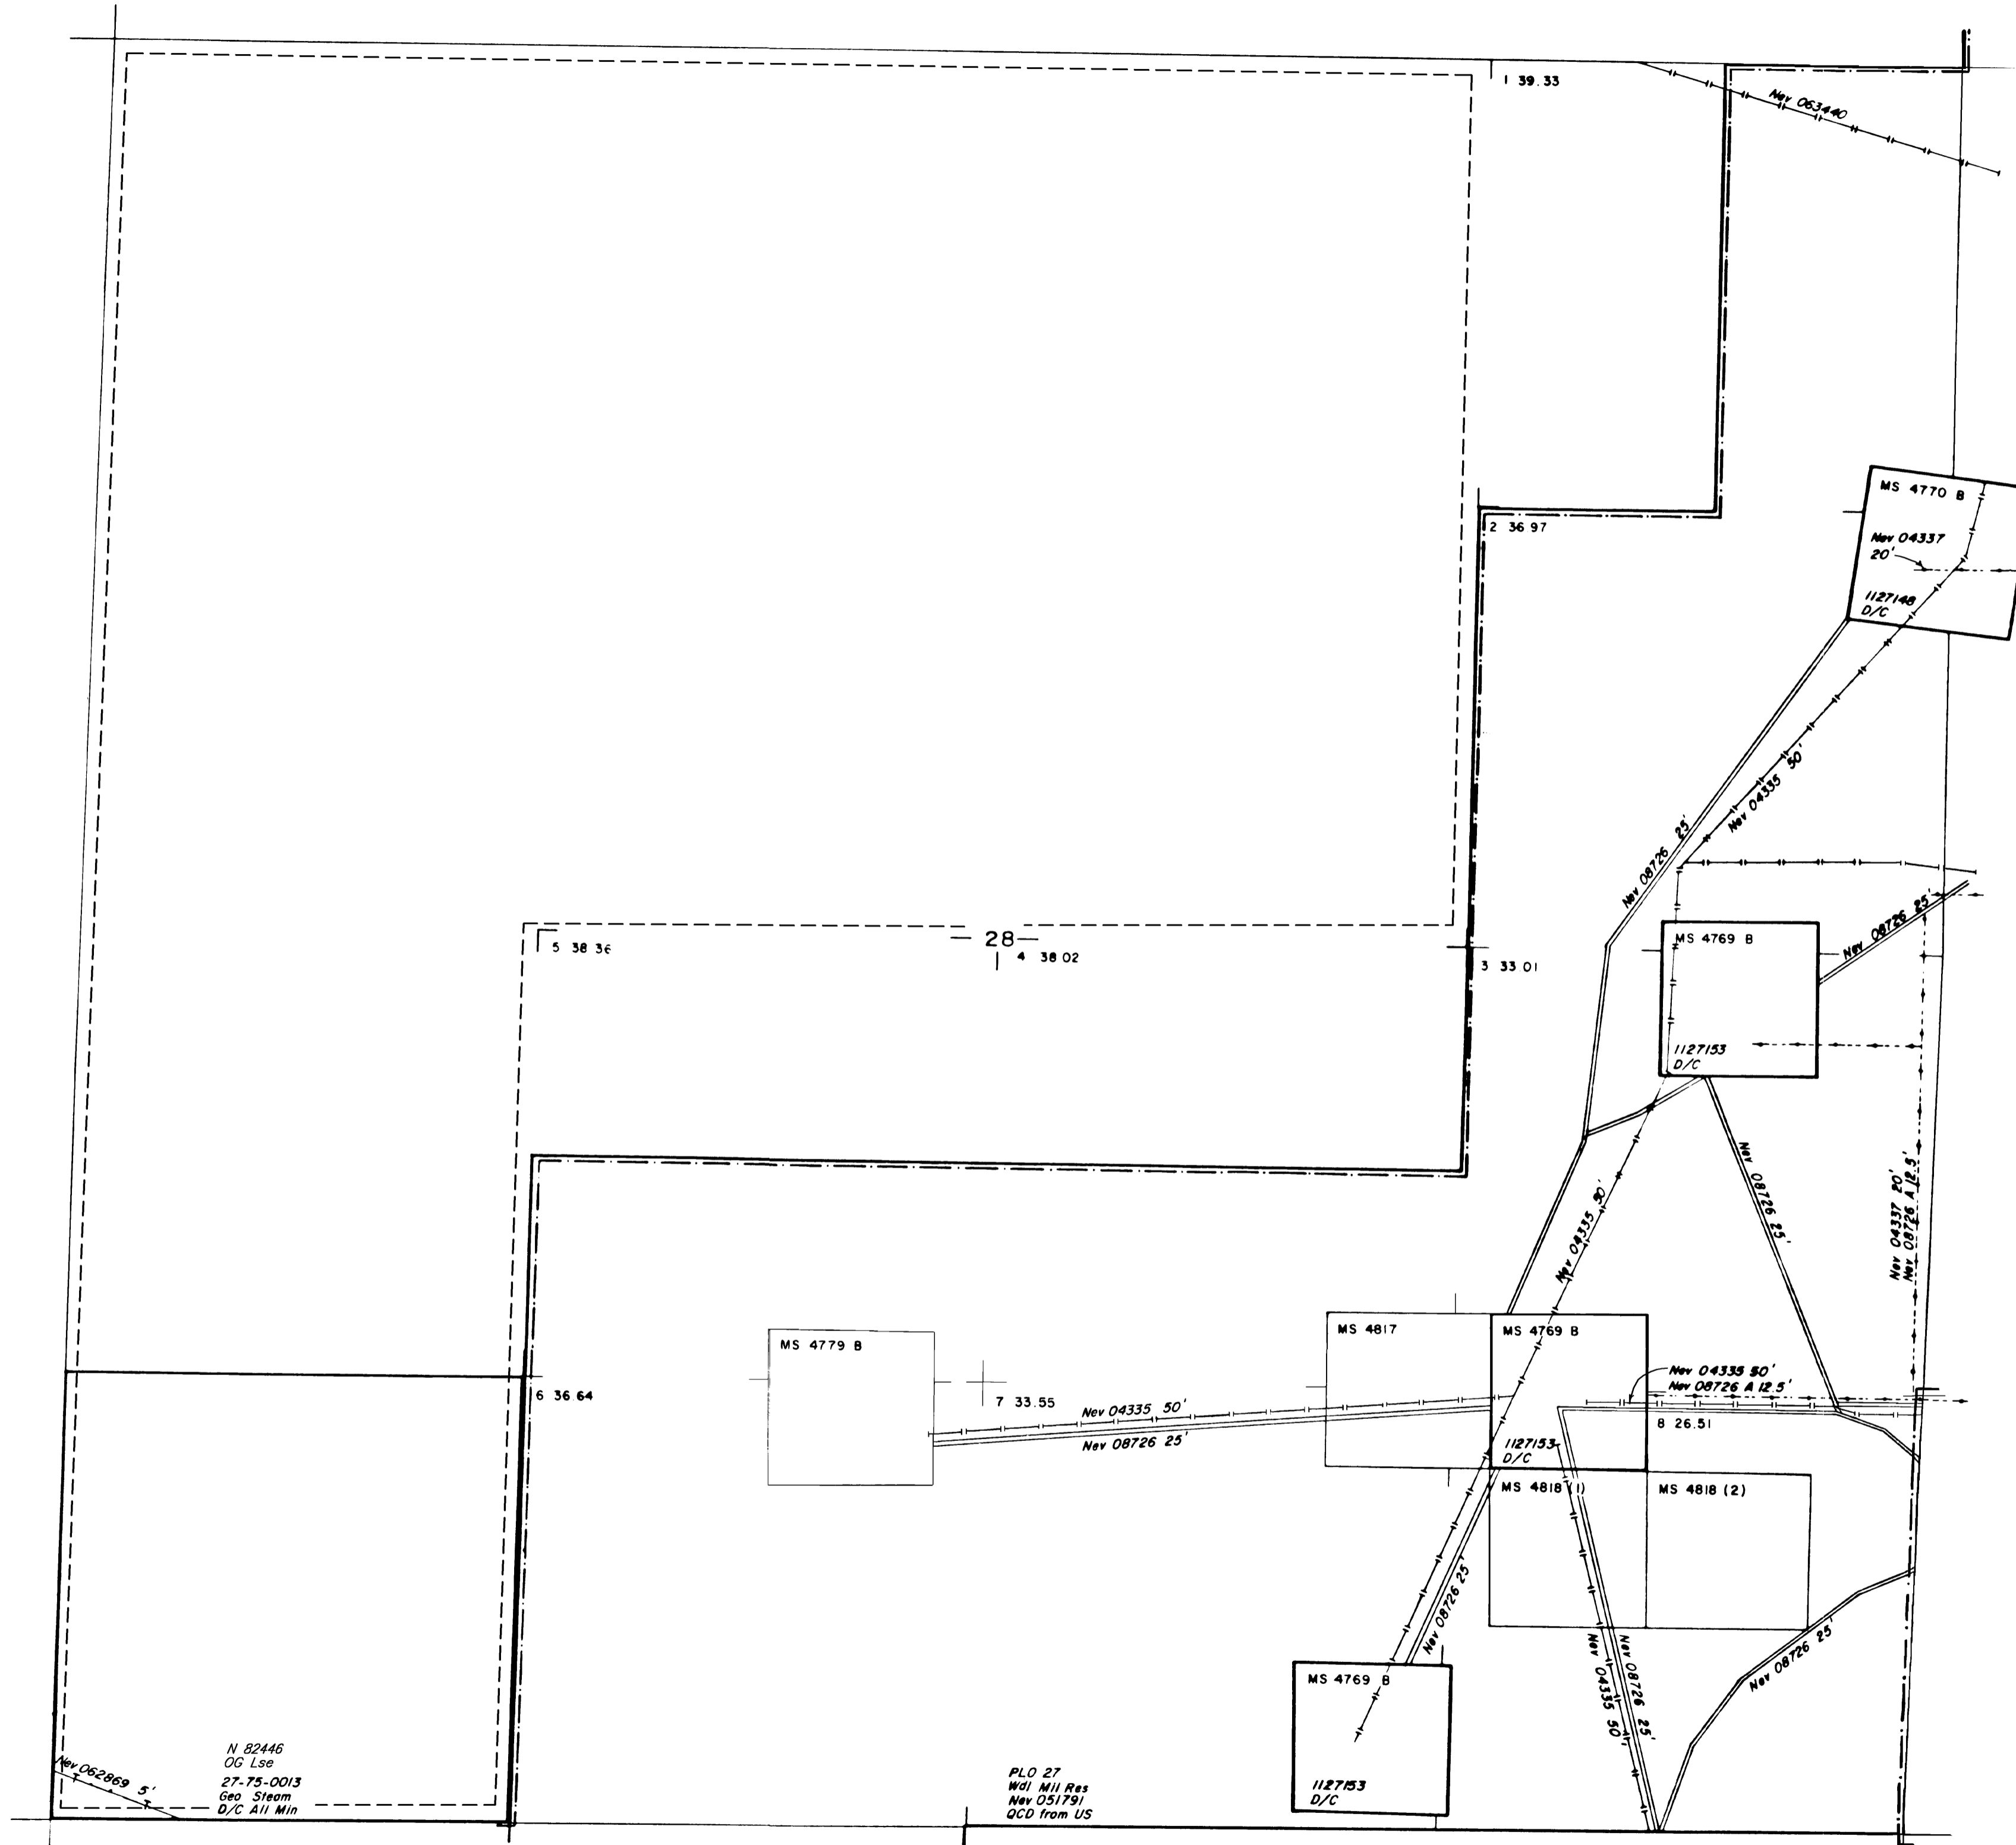 1 39.33
Nev 063440
MS 4770 B
2 36 97
Nev 04337
20'
1127148
D/C
Nev 04335 50'
Nev 08726 25'
28
5 38 36
4 38 02
3 33 01
MS 4769 B
Nev 08726 25'
1127153
D/C
Nev 08726 25'
Nev 04335 50'
Nev 04337 20'
Nev 08726 A 12.5'
MS 4779 B
MS 4817
MS 4769 B
Nev 04335 50'
Nev 08726 A 12.5'
6 36 64
7 33.55
Nev 04335 50'
Nev 08726 25'
8 26.51
1127153
D/C
MS 4818 (1)
MS 4818 (2)
Nev 08726 25'
Nev 08726 25'
Nev 04335 50'
Nev 08726 25'
MS 4769 B
1127153
D/C
N 82446
OG Lse
27-75-0013
Geo Steam
D/C All Min
Nev 062869 5'
PLO 27
Wdl Mil Res
Nev 051791
QCD from US